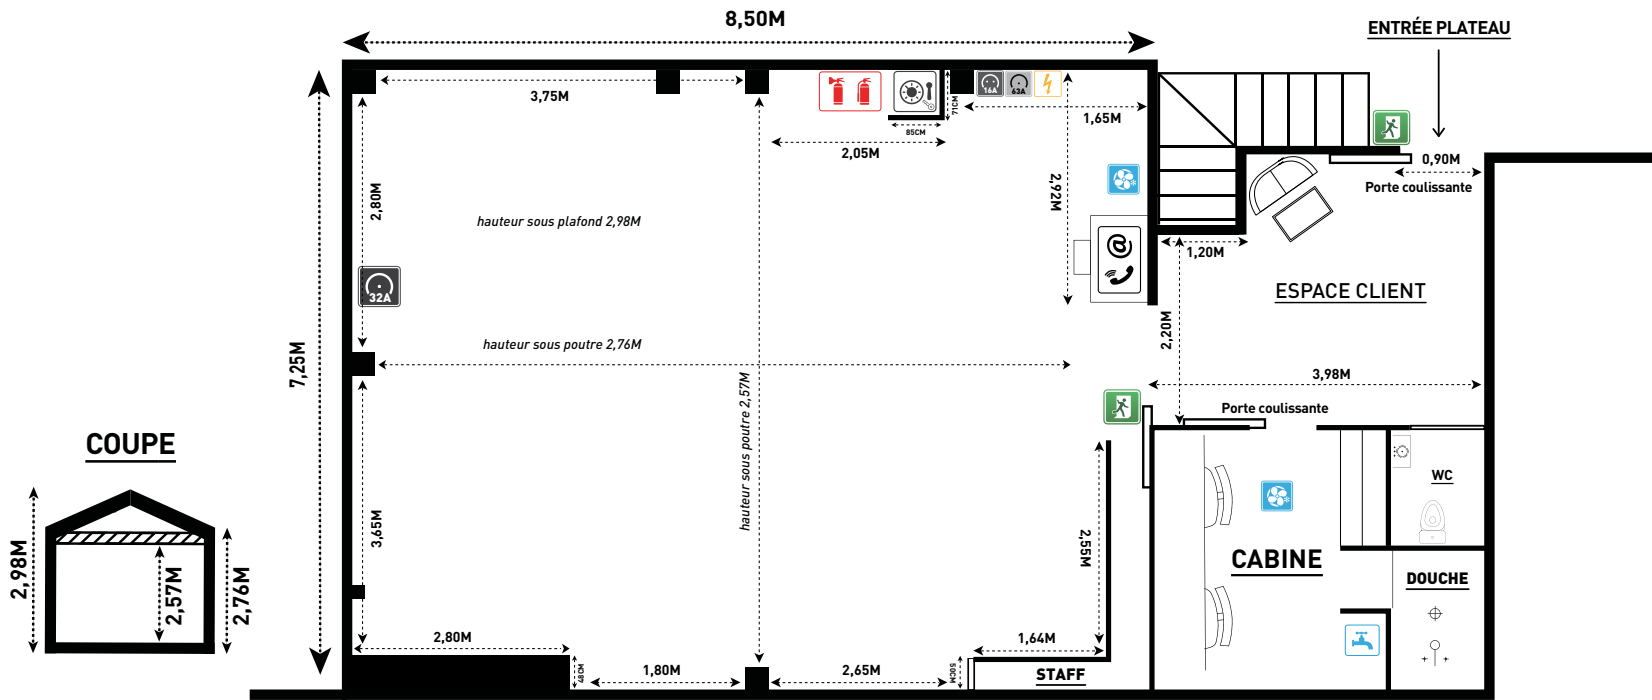 8,50M
ENTRÉE PLATEAU
3,75M
16A
63A
71CM
85CM
1,65M
2,05M
0,90M
Porte coulissante
2,80M
2,92M
hauteur sous plafond 2,98M
@
1,20M
ESPACE CLIENT
32A
2,20M
hauteur sous poutre 2,76M
7,25M
3,98M
hauteur sous poutre 2,57M
Porte coulissante
COUPE
WC
3,65M
2,55M
CABINE
2,98M
2,57M
2,76M
DOUCHE
2,80M
1,64M
48CM
1,80M
2,65M
50CM
STAFF